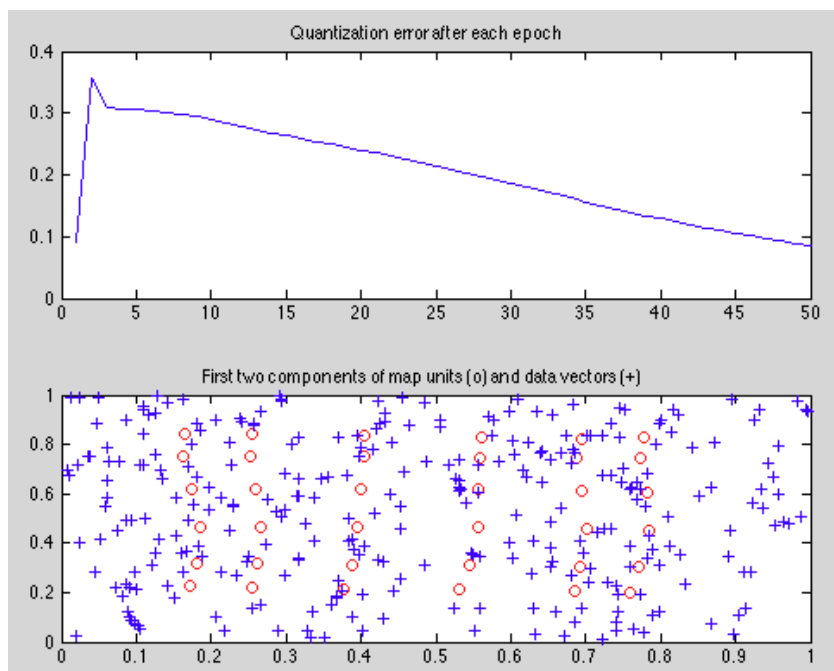 Quantization error after each epoch
0.4
0.3
0.2
0.1
0
0 5 10 15 20 25 30 35 40 45 50
First two components of map units (o) and data vectors (+)
1
0.8
0.6
0.4
0.2
0
0 0.1 0.2 0.3 0.4 0.5 0.6 0.7 0.8 0.9 1